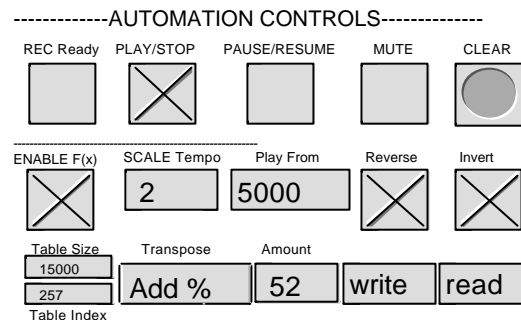 -------------AUTOMATION CONTROLS--------------
REC Ready PLAY/STOP PAUSE/RESUME MUTE CLEAR
ENABLE F(x) SCALE Tempo Play From Reverse Invert
2 5000
Table Size Transpose Amount
15000
257 Add % 52 write read
Table Index